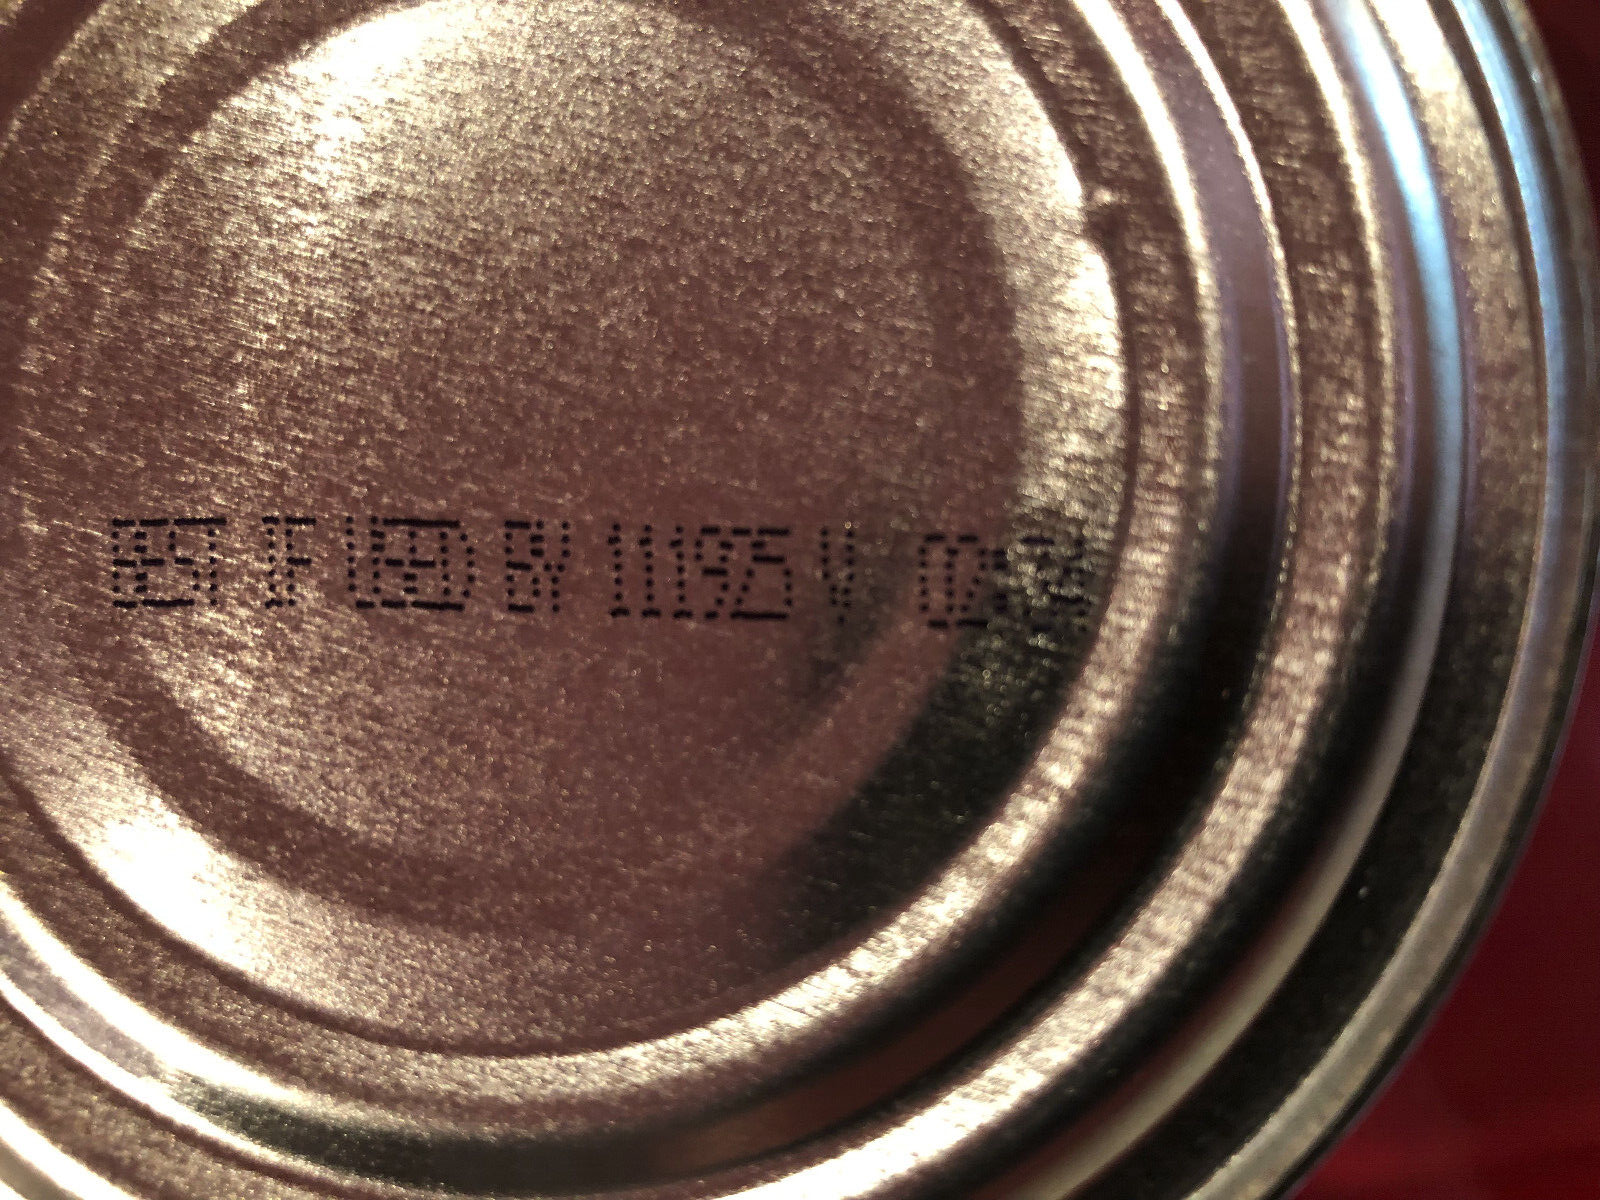 BEST IF USED BY 111925 V